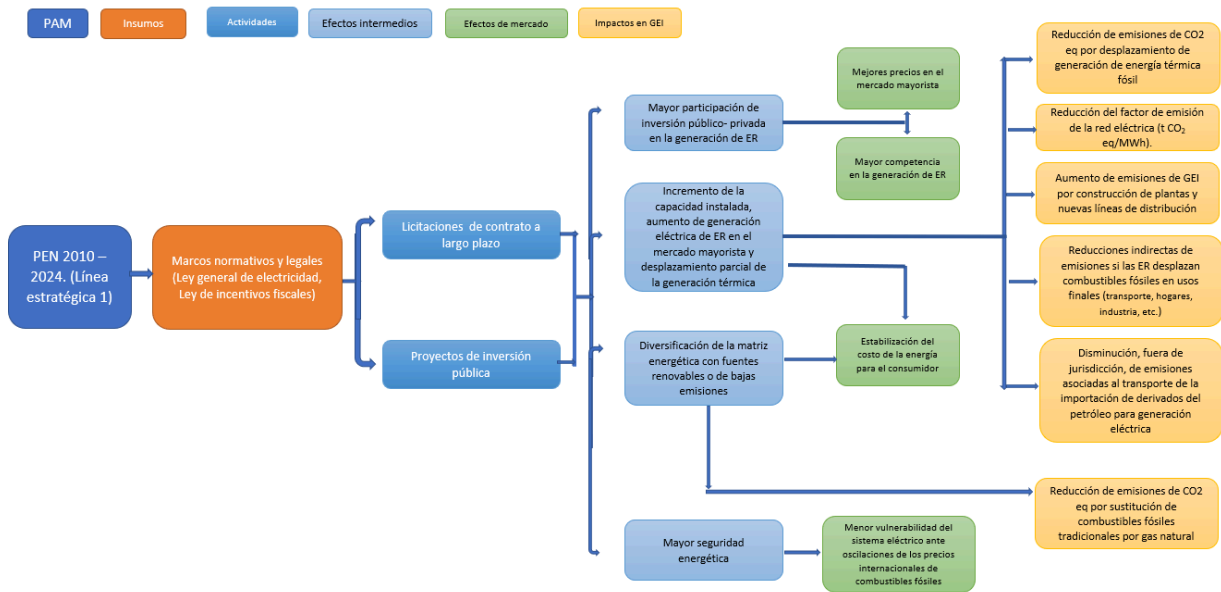 PAM
Insumos
Actividades
Efectos intermedios
Efectos de mercado
Impactos en GEI
PEN 2010 –
2024. (Línea
estratégica 1)
Marcos normativos y legales
(Ley general de electricidad,
Ley de incentivos fiscales)
Licitaciones de contrato a
largo plazo
Proyectos de inversión
pública
Mayor participación de
inversión público- privada
en la generación de ER
Incremento de la
capacidad instalada,
aumento de generación
eléctrica de ER en el
mercado mayorista y
desplazamiento parcial de
la generación térmica
Diversificación de la matriz
energética con fuentes
renovables o de bajas
emisiones
Mayor seguridad
energética
Mejores precios en el
mercado mayorista
Mayor competencia
en la generación de ER
Estabilización del
costo de la energía
para el consumidor
Menor vulnerabilidad del
sistema eléctrico ante
oscilaciones de los precios
internacionales de
combustibles fósiles
Reducción de emisiones de CO2
eq por desplazamiento de
generación de energía térmica
fósil
Reducción del factor de emisión
de la red eléctrica (t CO₂
eq/MWh).
Aumento de emisiones de GEI
por construcción de plantas y
nuevas líneas de distribución
Reducciones indirectas de
emisiones si las ER desplazan
combustibles fósiles en usos
finales (transporte, hogares,
industria, etc.)
Disminución, fuera de
jurisdicción, de emisiones
asociadas al transporte de la
importación de derivados del
petróleo para generación
eléctrica
Reducción de emisiones de CO2
eq por sustitución de
combustibles fósiles
tradicionales por gas natural